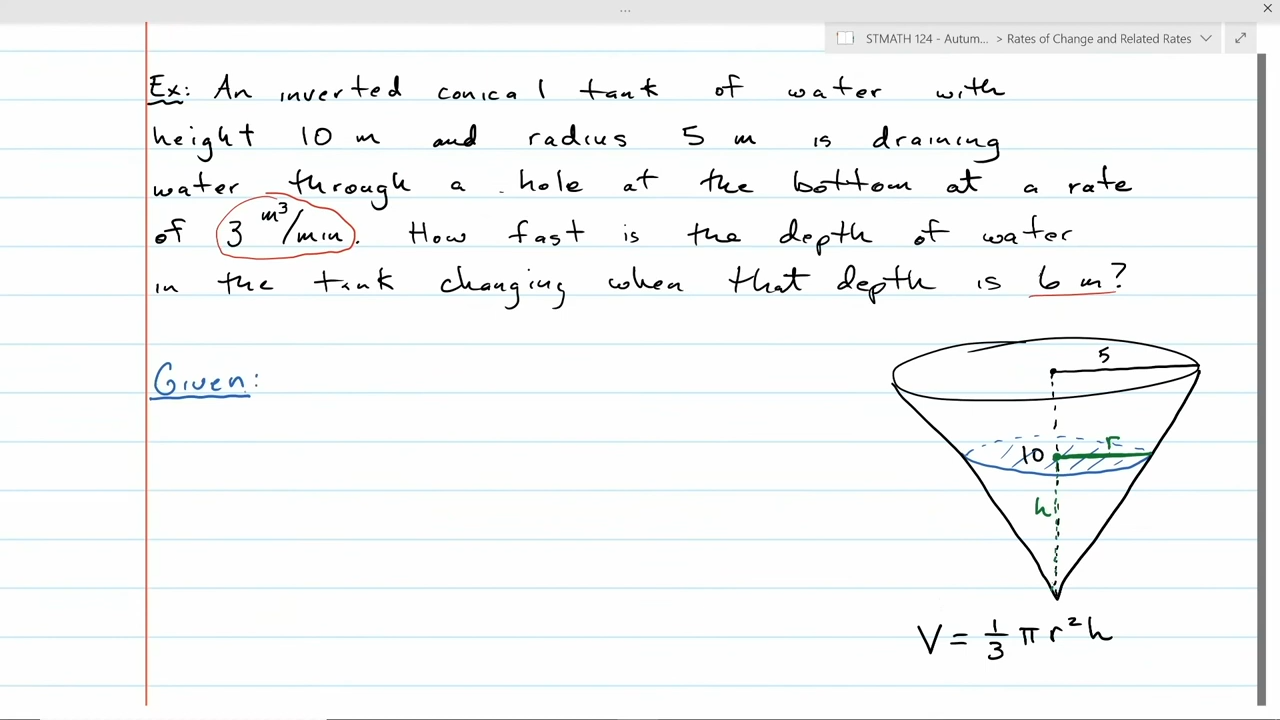 ...
STMATH 124 - Autum... > Rates of Change and Related Rates
Ex: An inverted conical tank of water with
height 10 m and radius 5 m is draining
water through a hole at the bottom at a rate
of 3 m³/min. How fast is the depth of water
in the tank changing when that depth is 6 m?
Given:
5
10
r
h
V = 1/3 π r² h